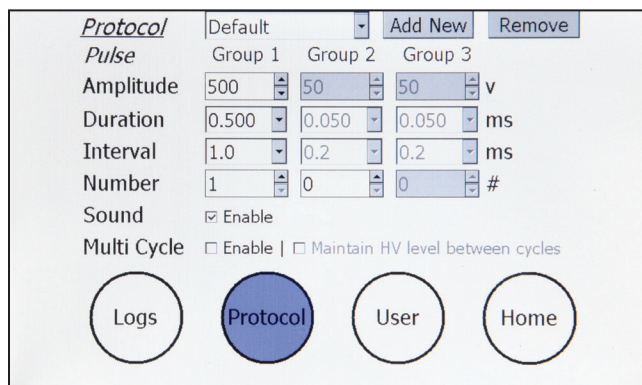 Protocol Default Add New Remove
Pulse Group 1 Group 2 Group 3
Amplitude 500 50 50 v
Duration 0.500 0.050 0.050 ms
Interval 1.0 0.2 0.2 ms
Number 1 0 0 #
Sound Enable
Multi Cycle Enable | Maintain HV level between cycles
Logs Protocol User Home